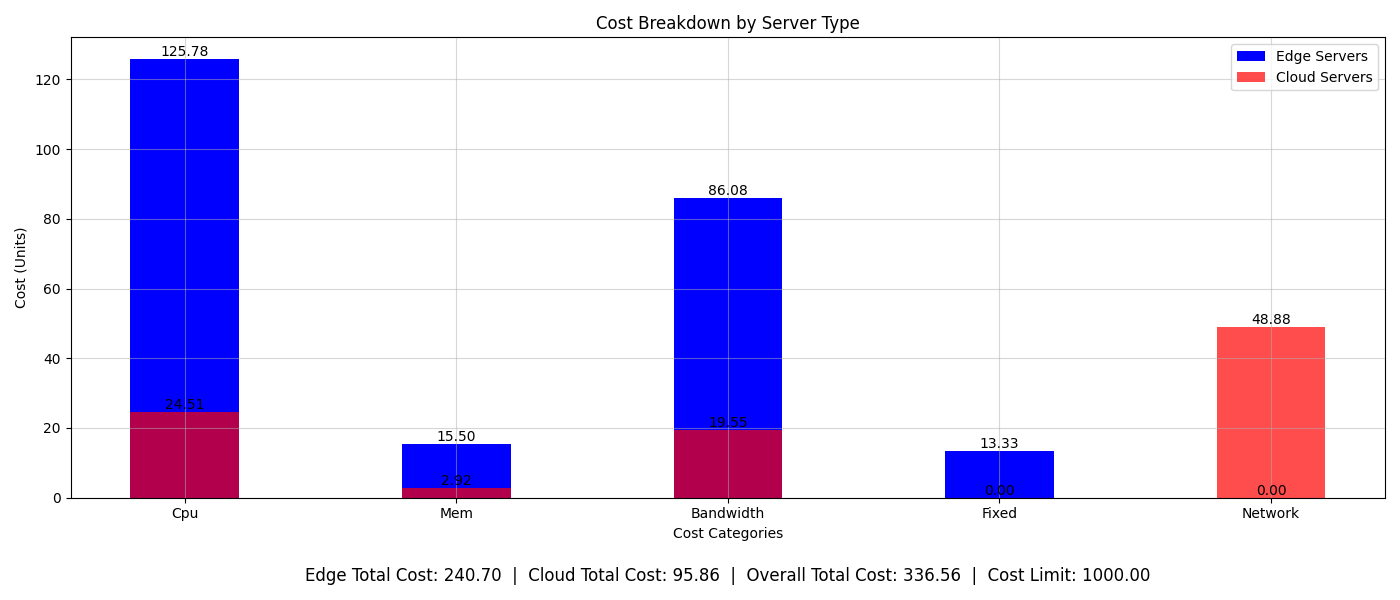 Cost Breakdown by Server Type
Edge Servers
Cloud Servers
Cost (Units)
120
100
80
60
40
20
0
125.78
24.51
15.50
2.92
86.08
19.55
13.33
0.00
48.88
0.00
Cpu Mem Bandwidth Fixed Network
Cost Categories
Edge Total Cost: 240.70 | Cloud Total Cost: 95.86 | Overall Total Cost: 336.56 | Cost Limit: 1000.00